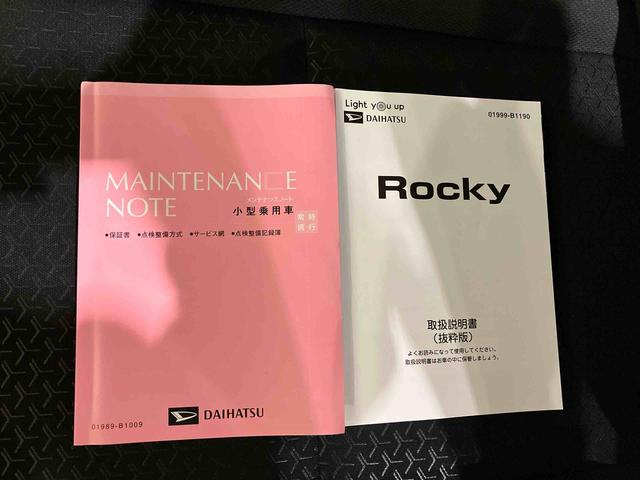 MAINTENAN□E
NOTE
メンテナンスノート
小型乗用車
常時
携行
●保証書 ●点検整備方式 ●サービス網 ●点検整備記録簿
DAIHATSU
01989-B1009
Light you up
DAIHATSU
01999-B1190
Rocky
取扱説明書
（抜粋版）
よくお読みになって使用してください。
取扱説明書はお車の中に保管しましょう。